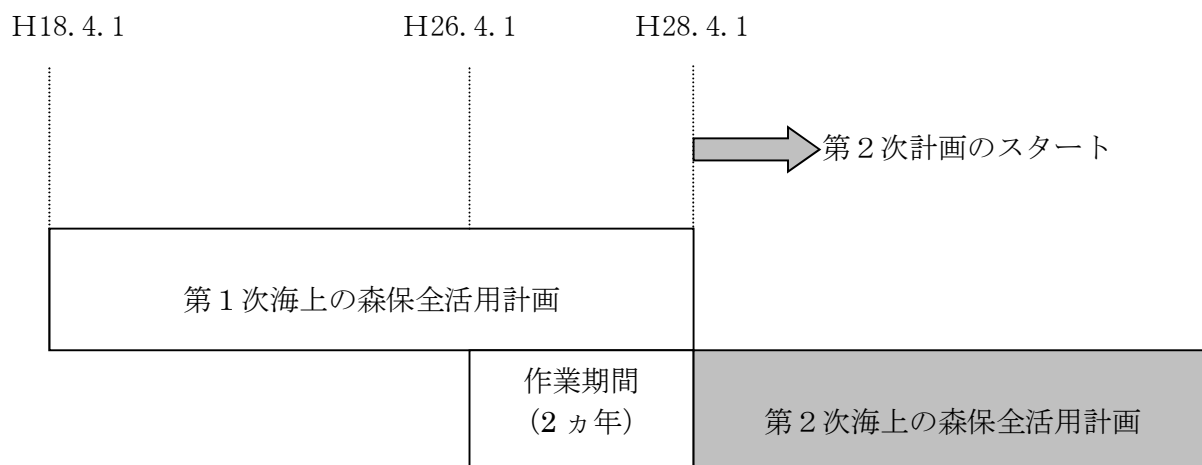 H18.4.1
H26.4.1
H28.4.1
第2次計画のスタート
第1次海上の森保全活用計画
作業期間
（2ヵ年）
第2次海上の森保全活用計画